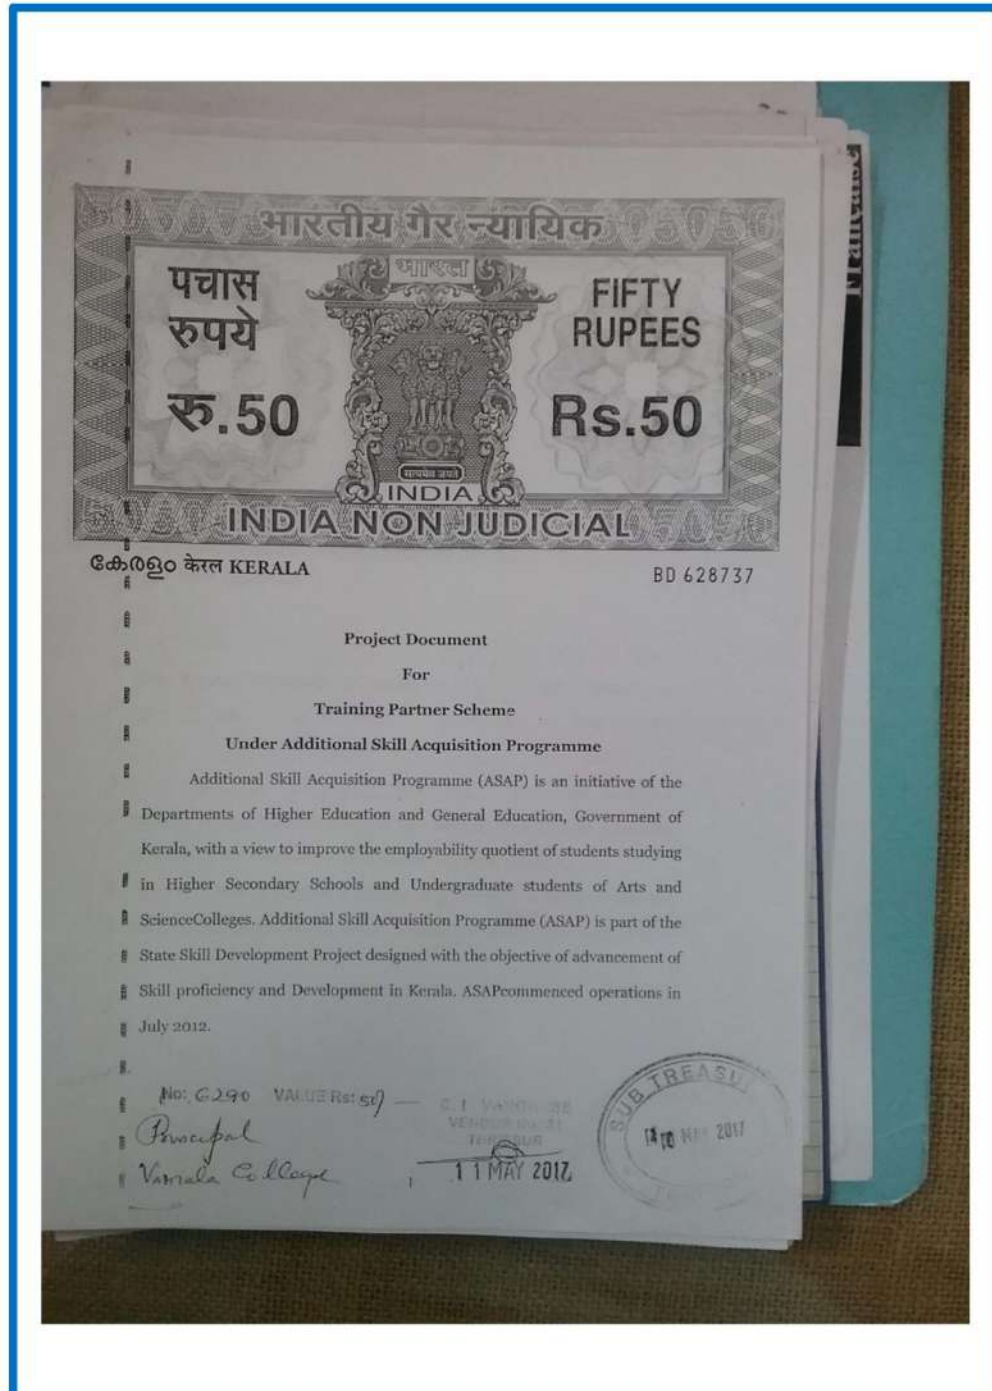 भारतीय गैर न्यायिक
भारत
पचास
रुपये
रु.50
FIFTY
RUPEES
Rs.50
सत्यमेव जयते
INDIA
INDIA NON JUDICIAL
കേരളം केरल KERALA
BD 628737
Project Document
For
Training Partner Scheme
Under Additional Skill Acquisition Programme
Additional Skill Acquisition Programme (ASAP) is an initiative of the
Departments of Higher Education and General Education, Government of
Kerala, with a view to improve the employability quotient of students studying
in Higher Secondary Schools and Undergraduate students of Arts and
ScienceColleges. Additional Skill Acquisition Programme (ASAP) is part of the
State Skill Development Project designed with the objective of advancement of
Skill proficiency and Development in Kerala. ASAPcommenced operations in
July 2012.
No: 6290 VALUE Rs: 50/-
Principal
Vimala College
VENDOR
11 MAY 2017
SUB TREASU
10 MAY 2017